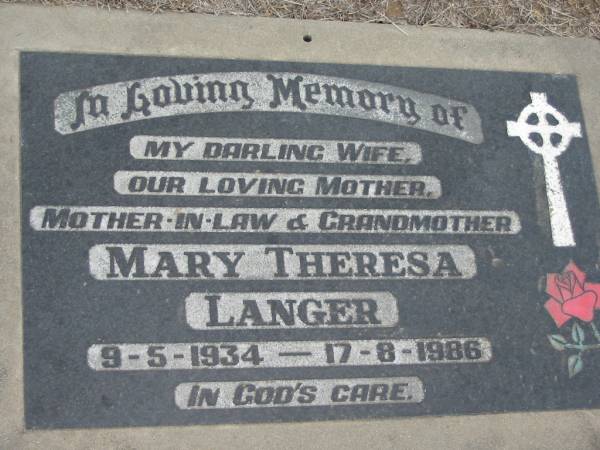 In Loving Memory of
MY DARLING WIFE,
OUR LOVING MOTHER,
MOTHER-IN-LAW & GRANDMOTHER
MARY THERESA
LANGER
9-5-1934 — 17-8-1986
IN GOD'S CARE.